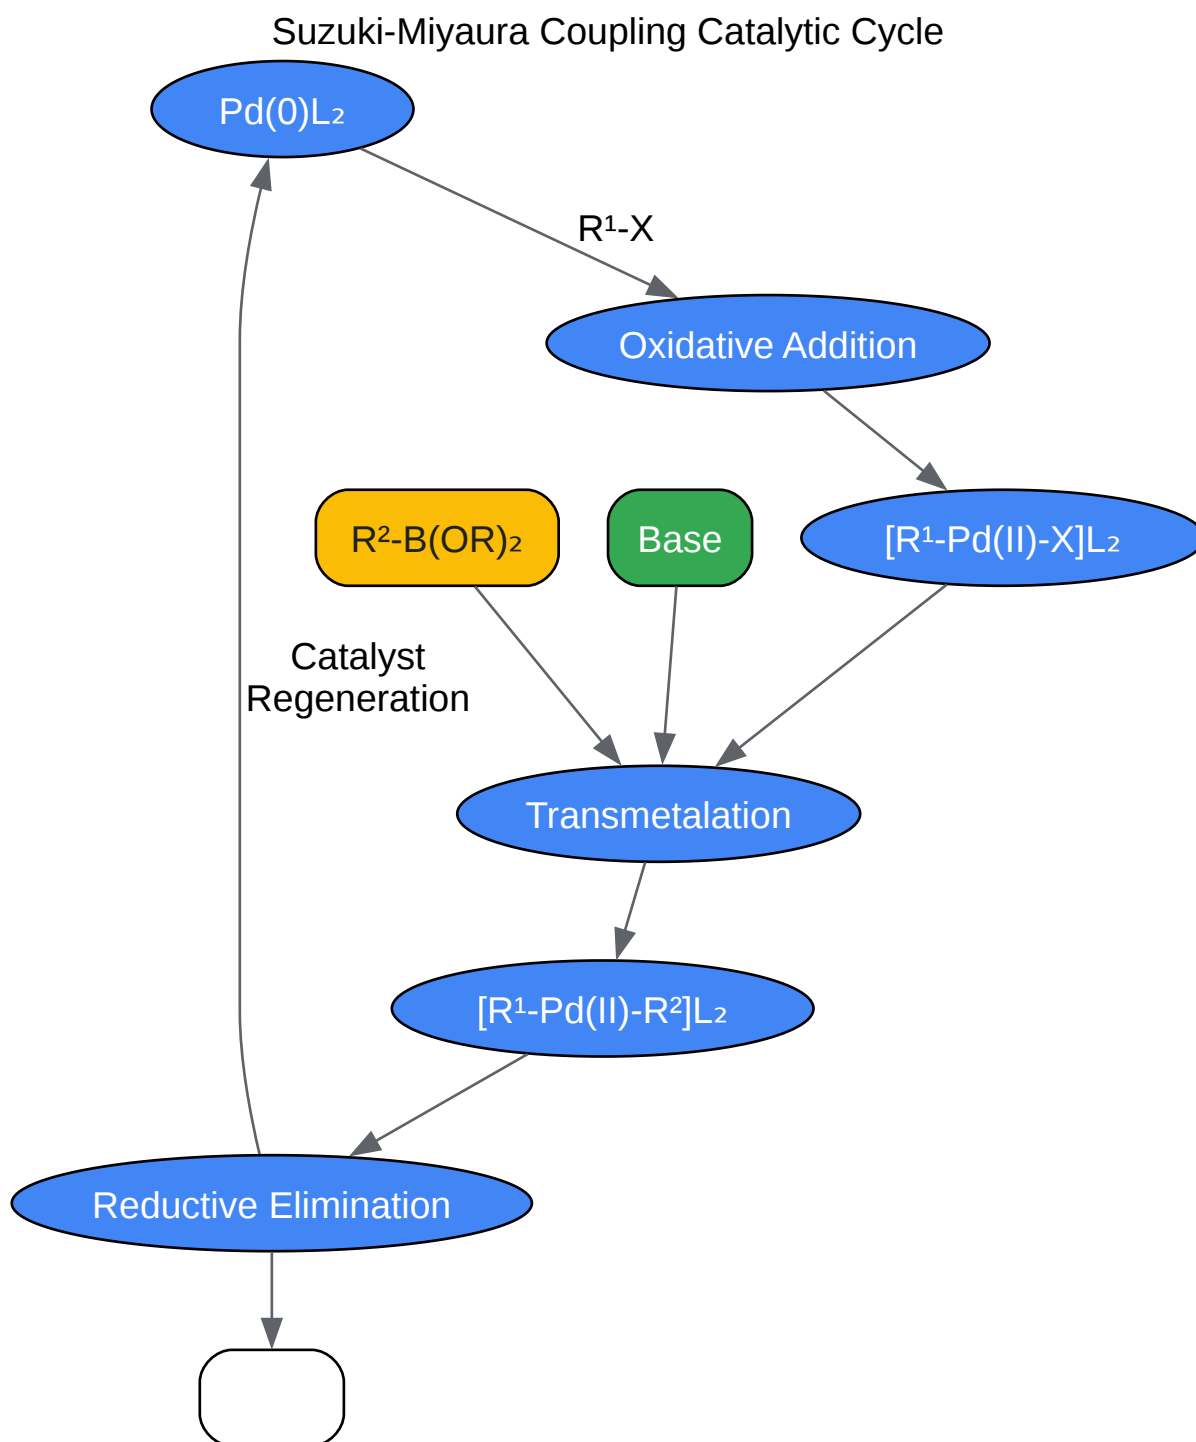 Suzuki-Miyaura Coupling Catalytic Cycle
Pd(0)L₂
R¹-X
Oxidative Addition
R²-B(OR)₂
Base
[R¹-Pd(II)-X]L₂
Catalyst
Regeneration
Transmetalation
[R¹-Pd(II)-R²]L₂
Reductive Elimination